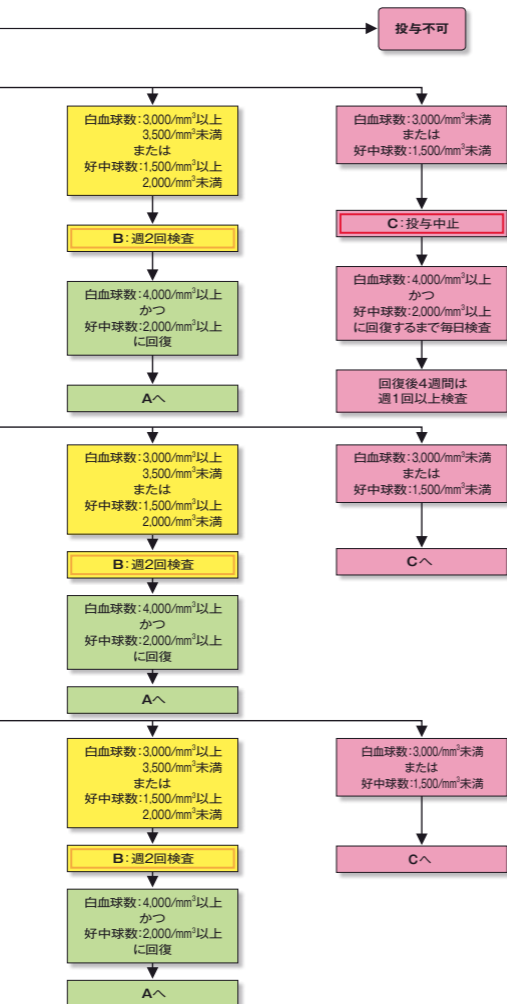 投与不可
白血球数:3,000/mm³以上
3,500/mm³未満
または
好中球数:1,500/mm³以上
2,000/mm³未満
B:週2回検査
白血球数:4,000/mm³以上
かつ
好中球数:2,000/mm³以上
に回復
Aへ
白血球数:3,000/mm³未満
または
好中球数:1,500/mm³未満
C:投与中止
白血球数:4,000/mm³以上
かつ
好中球数:2,000/mm³以上
に回復するまで毎日検査
回復後4週間は
週1回以上検査
白血球数:3,000/mm³以上
3,500/mm³未満
または
好中球数:1,500/mm³以上
2,000/mm³未満
B:週2回検査
白血球数:4,000/mm³以上
かつ
好中球数:2,000/mm³以上
に回復
Aへ
白血球数:3,000/mm³未満
または
好中球数:1,500/mm³未満
Cへ
白血球数:3,000/mm³以上
3,500/mm³未満
または
好中球数:1,500/mm³以上
2,000/mm³未満
B:週2回検査
白血球数:4,000/mm³以上
かつ
好中球数:2,000/mm³以上
に回復
Aへ
白血球数:3,000/mm³未満
または
好中球数:1,500/mm³未満
Cへ